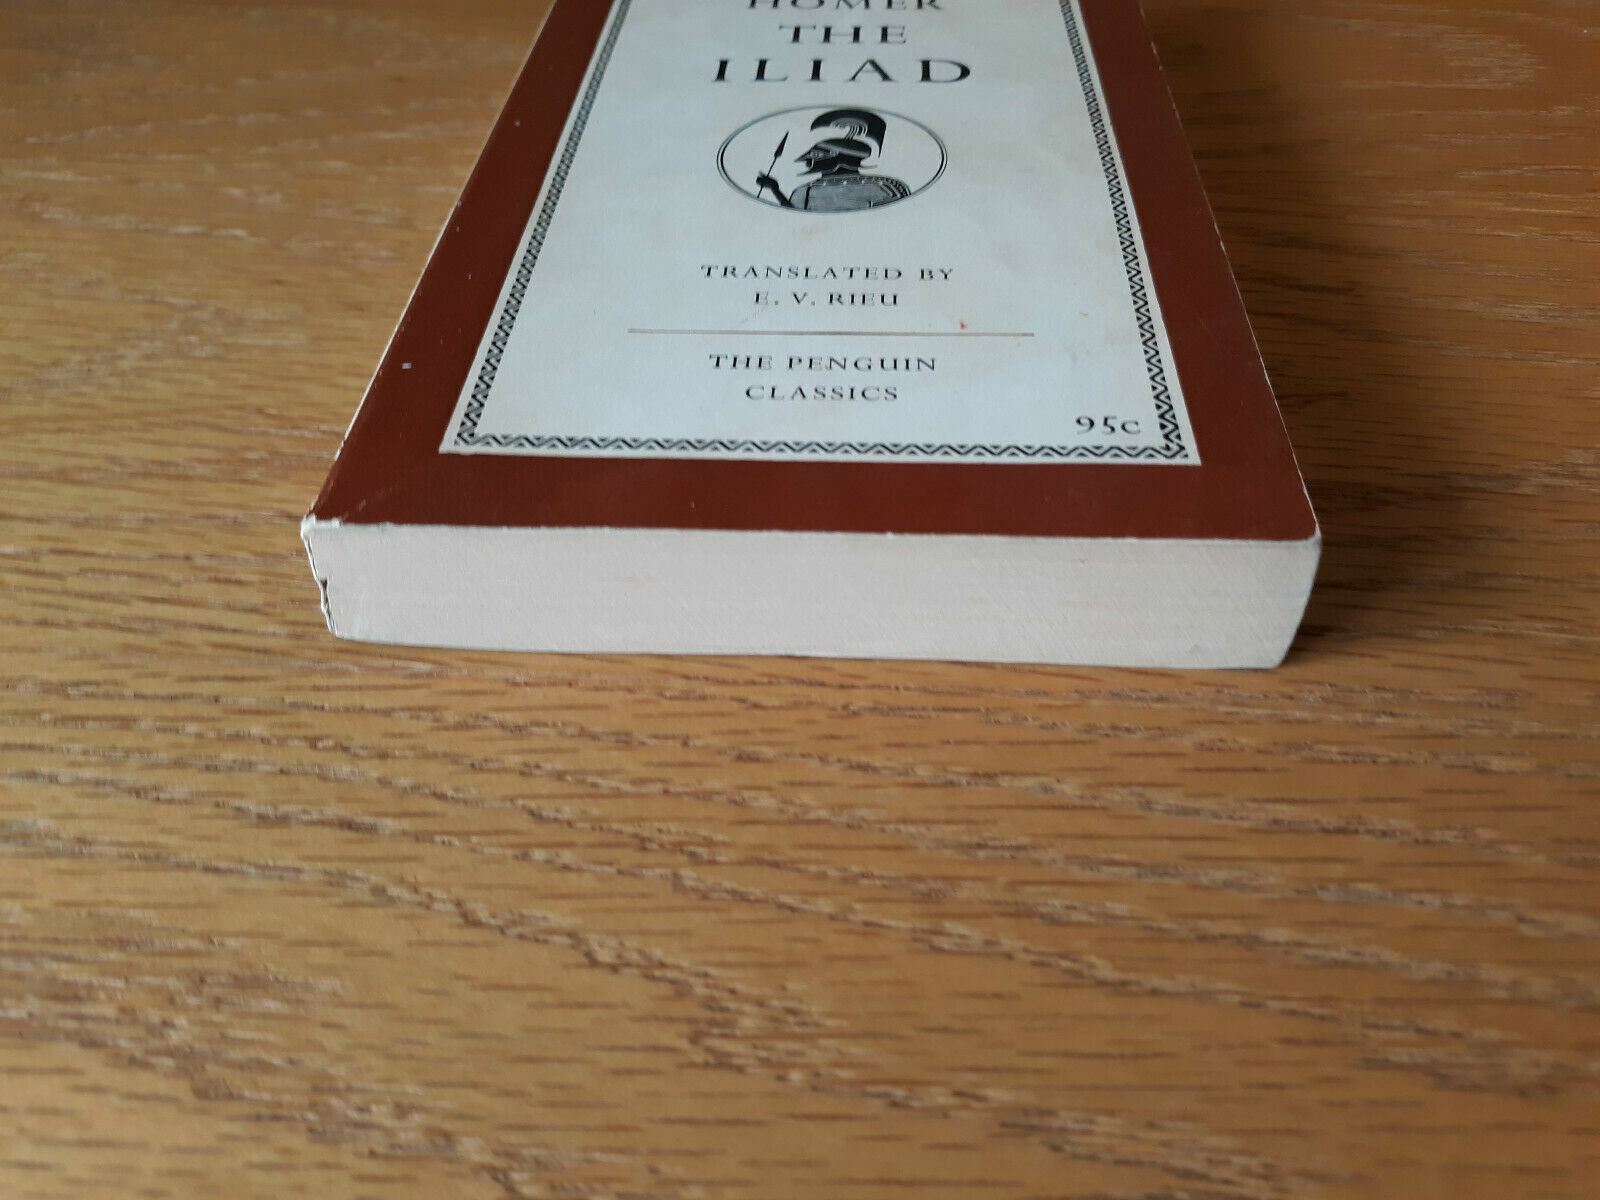 HOMER
THE
ILIAD
TRANSLATED BY
E. V. RIEU
THE PENGUIN
CLASSICS
95c